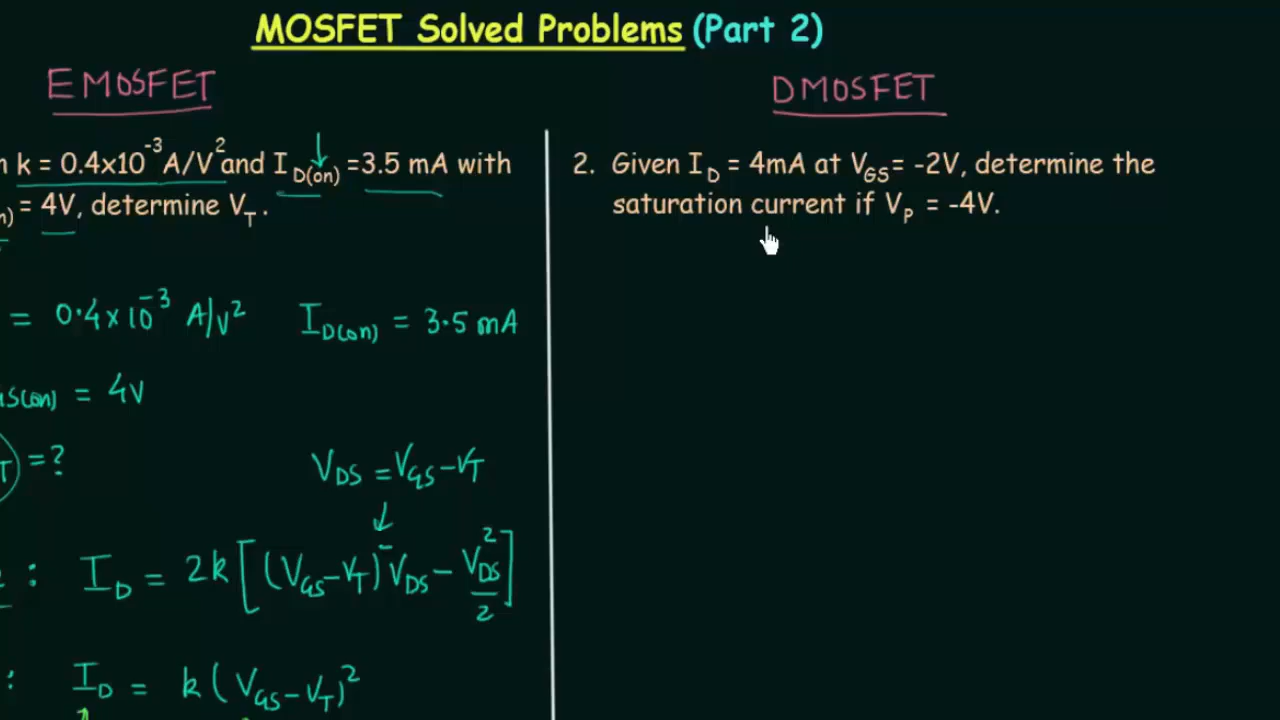 MOSFET Solved Problems (Part 2)
EMOSFET
k = 0.4x10⁻³A/V² and I D(on) =3.5 mA with
= 4V, determine V_T .
= 0.4×10⁻³ A/V² I_D(on) = 3.5 mA
S(on) = 4V
T) = ?
V_DS = V_GS - V_T
: I_D = 2k[(V_GS - V_T) V_DS - V_DS²/2]
: I_D = k(V_GS - V_T)²
DMOSFET
2. Given I_D = 4mA at V_GS= -2V, determine the
saturation current if V_P = -4V.